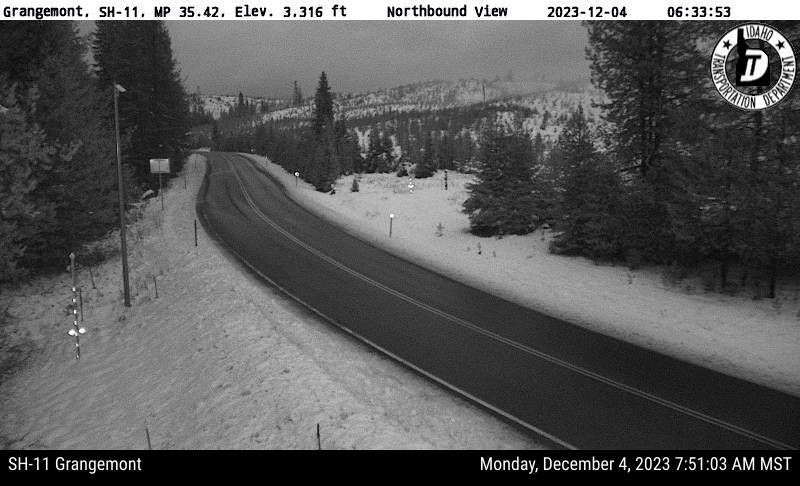 Grangemont, SH-11, MP 35.42, Elev. 3,316 ft Northbound View 2023-12-04 06:33:53
IDAHO
TRANSPORTATION DEPARTMENT
SH-11 Grangemont Monday, December 4, 2023 7:51:03 AM MST